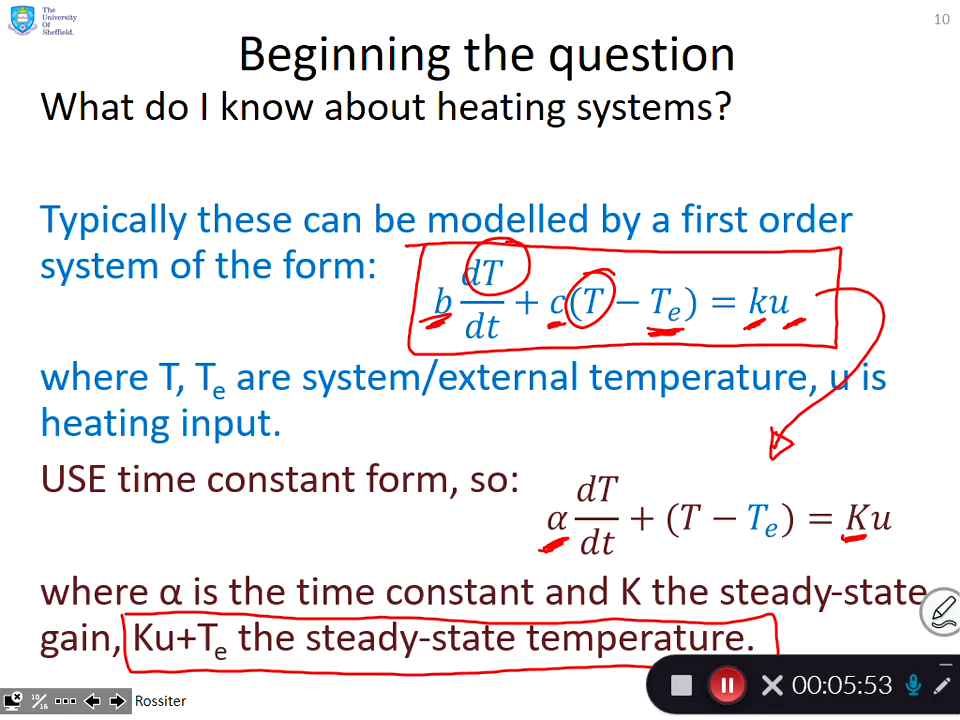 The
University
Of
Sheffield.
10
Beginning the question
What do I know about heating systems?
Typically these can be modelled by a first order
system of the form:
b dT/dt + c(T − Tₑ) = ku
where T, Tₑ are system/external temperature, u is
heating input.
USE time constant form, so:
α dT/dt + (T − Tₑ) = Ku
where α is the time constant and K the steady-state
gain, Ku+Tₑ the steady-state temperature.
00:05:53
10/16
Rossiter